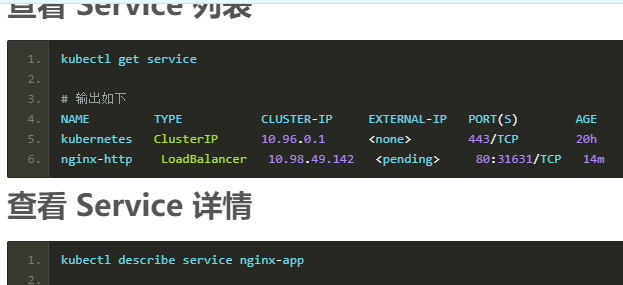 查看 Service 列表
1. kubectl get service
2.
3. # 输出如下
4. NAME TYPE CLUSTER-IP EXTERNAL-IP PORT(S) AGE
5. kubernetes ClusterIP 10.96.0.1 <none> 443/TCP 20h
6. nginx-http LoadBalancer 10.98.49.142 <pending> 80:31631/TCP 14m
查看 Service 详情
1. kubectl describe service nginx-app
2.